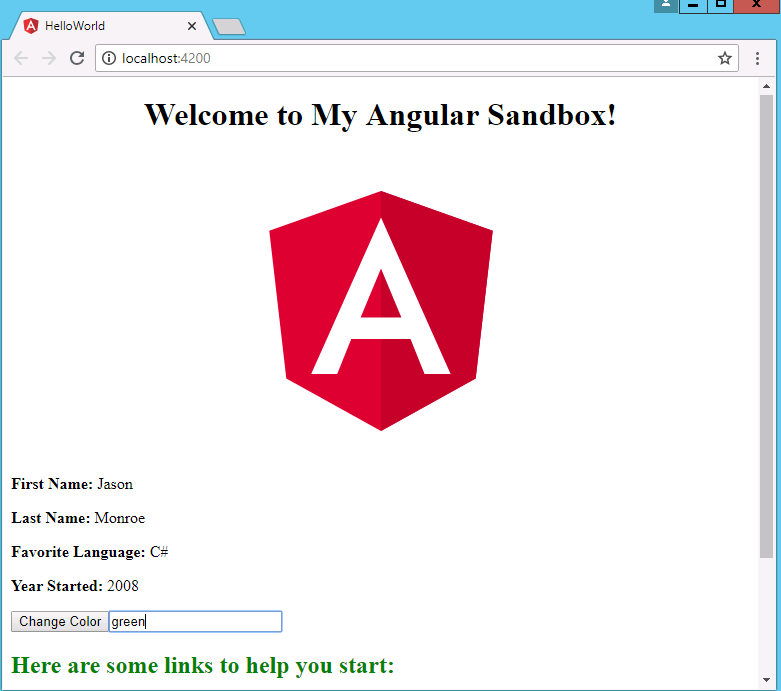 HelloWorld
localhost:4200
Welcome to My Angular Sandbox!
A
First Name: Jason
Last Name: Monroe
Favorite Language: C#
Year Started: 2008
Change Color green
Here are some links to help you start: